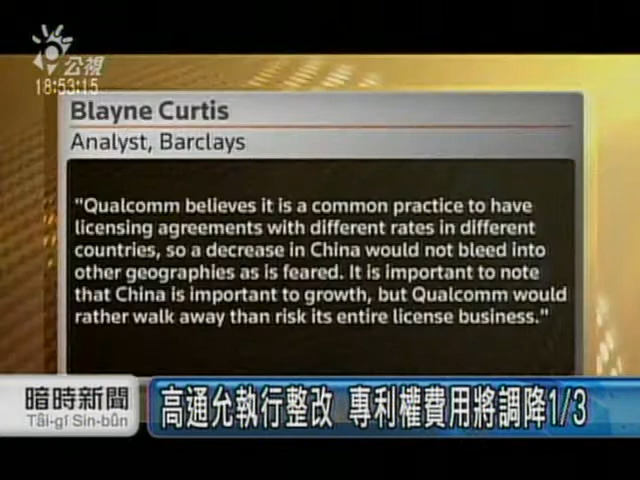 公視
18:53:15
Blayne Curtis
Analyst, Barclays
"Qualcomm believes it is a common practice to have
licensing agreements with different rates in different
countries, so a decrease in China would not bleed into
other geographies as is feared. It is important to note
that China is important to growth, but Qualcomm would
rather walk away than risk its entire license business."
暗時新聞
Tâi-gí Sin-bûn
高通允執行整改 專利權費用將調降1/3